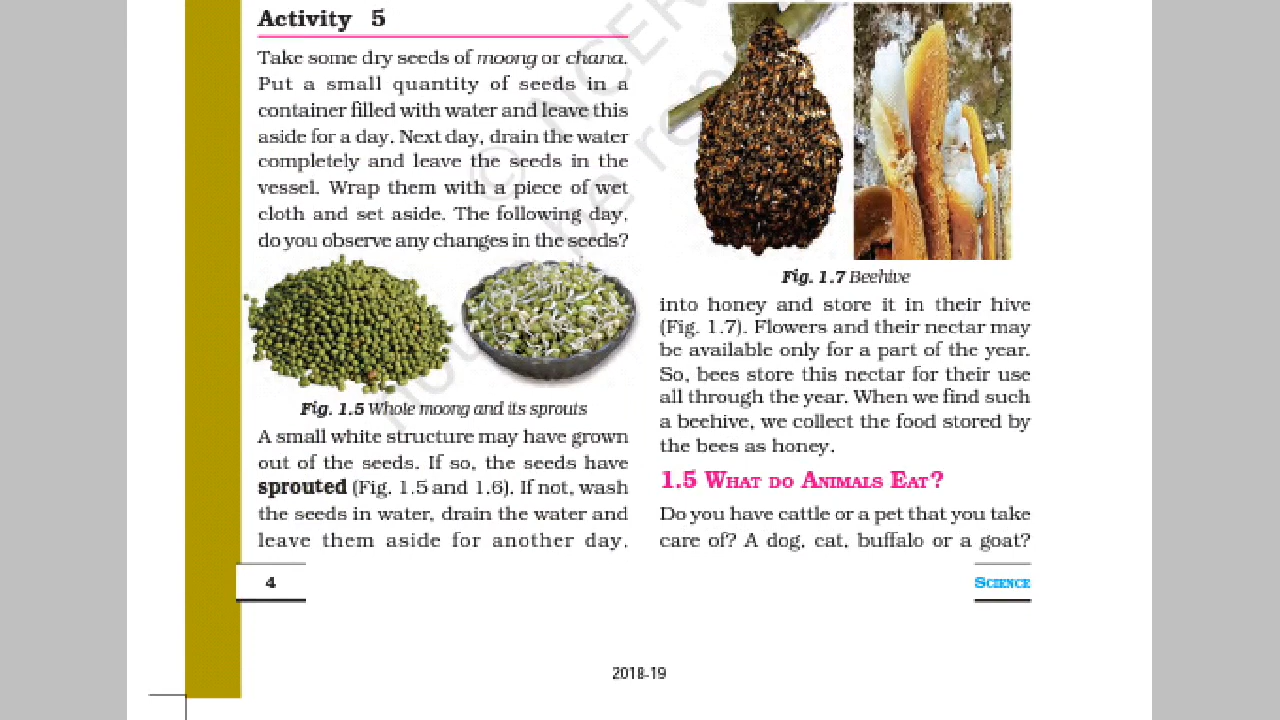 Activity 5
Take some dry seeds of moong or chana.
Put a small quantity of seeds in a
container filled with water and leave this
aside for a day. Next day, drain the water
completely and leave the seeds in the
vessel. Wrap them with a piece of wet
cloth and set aside. The following day,
do you observe any changes in the seeds?
Fig. 1.5 Whole moong and its sprouts
A small white structure may have grown
out of the seeds. If so, the seeds have
sprouted (Fig. 1.5 and 1.6). If not, wash
the seeds in water, drain the water and
leave them aside for another day.
4
Fig. 1.7 Beehive
into honey and store it in their hive
(Fig. 1.7). Flowers and their nectar may
be available only for a part of the year.
So, bees store this nectar for their use
all through the year. When we find such
a beehive, we collect the food stored by
the bees as honey.
1.5 WHAT DO ANIMALS EAT?
Do you have cattle or a pet that you take
care of? A dog, cat, buffalo or a goat?
SCIENCE
2018-19